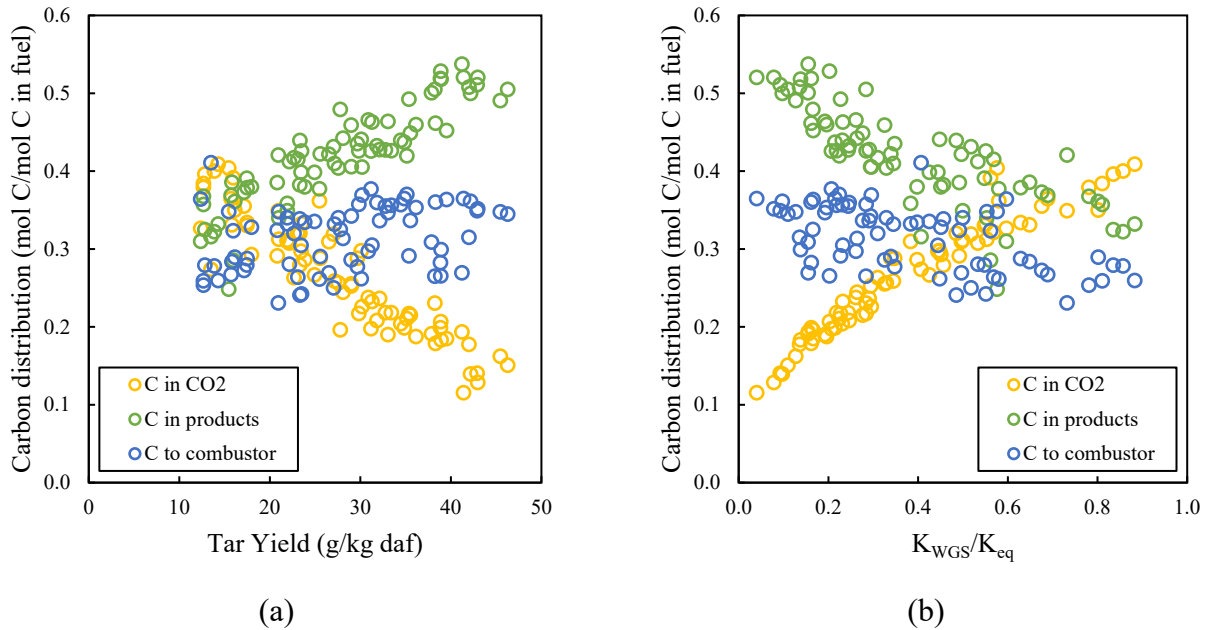 Carbon distribution (mol C/mol C in fuel)
0.6
0.5
0.4
0.3
0.2
0.1
0.0
C in CO2
C in products
C to combustor
0
10
20
30
40
50
Tar Yield (g/kg daf)
(a)
Carbon distribution (mol C/mol C in fuel)
0.6
0.5
0.4
0.3
0.2
0.1
0.0
C in CO2
C in products
C to combustor
0.0
0.2
0.4
0.6
0.8
1.0
K_WGS/K_eq
(b)